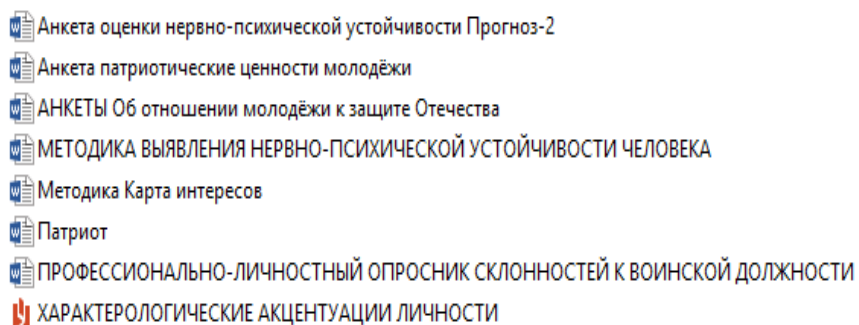 Анкета оценки нервно-психической устойчивости Прогноз-2
Анкета патриотические ценности молодёжи
АНКЕТЫ Об отношении молодёжи к защите Отечества
МЕТОДИКА ВЫЯВЛЕНИЯ НЕРВНО-ПСИХИЧЕСКОЙ УСТОЙЧИВОСТИ ЧЕЛОВЕКА
Методика Карта интересов
Патриот
ПРОФЕССИОНАЛЬНО-ЛИЧНОСТНЫЙ ОПРОСНИК СКЛОННОСТЕЙ К ВОИНСКОЙ ДОЛЖНОСТИ
ХАРАКТЕРОЛОГИЧЕСКИЕ АКЦЕНТУАЦИИ ЛИЧНОСТИ